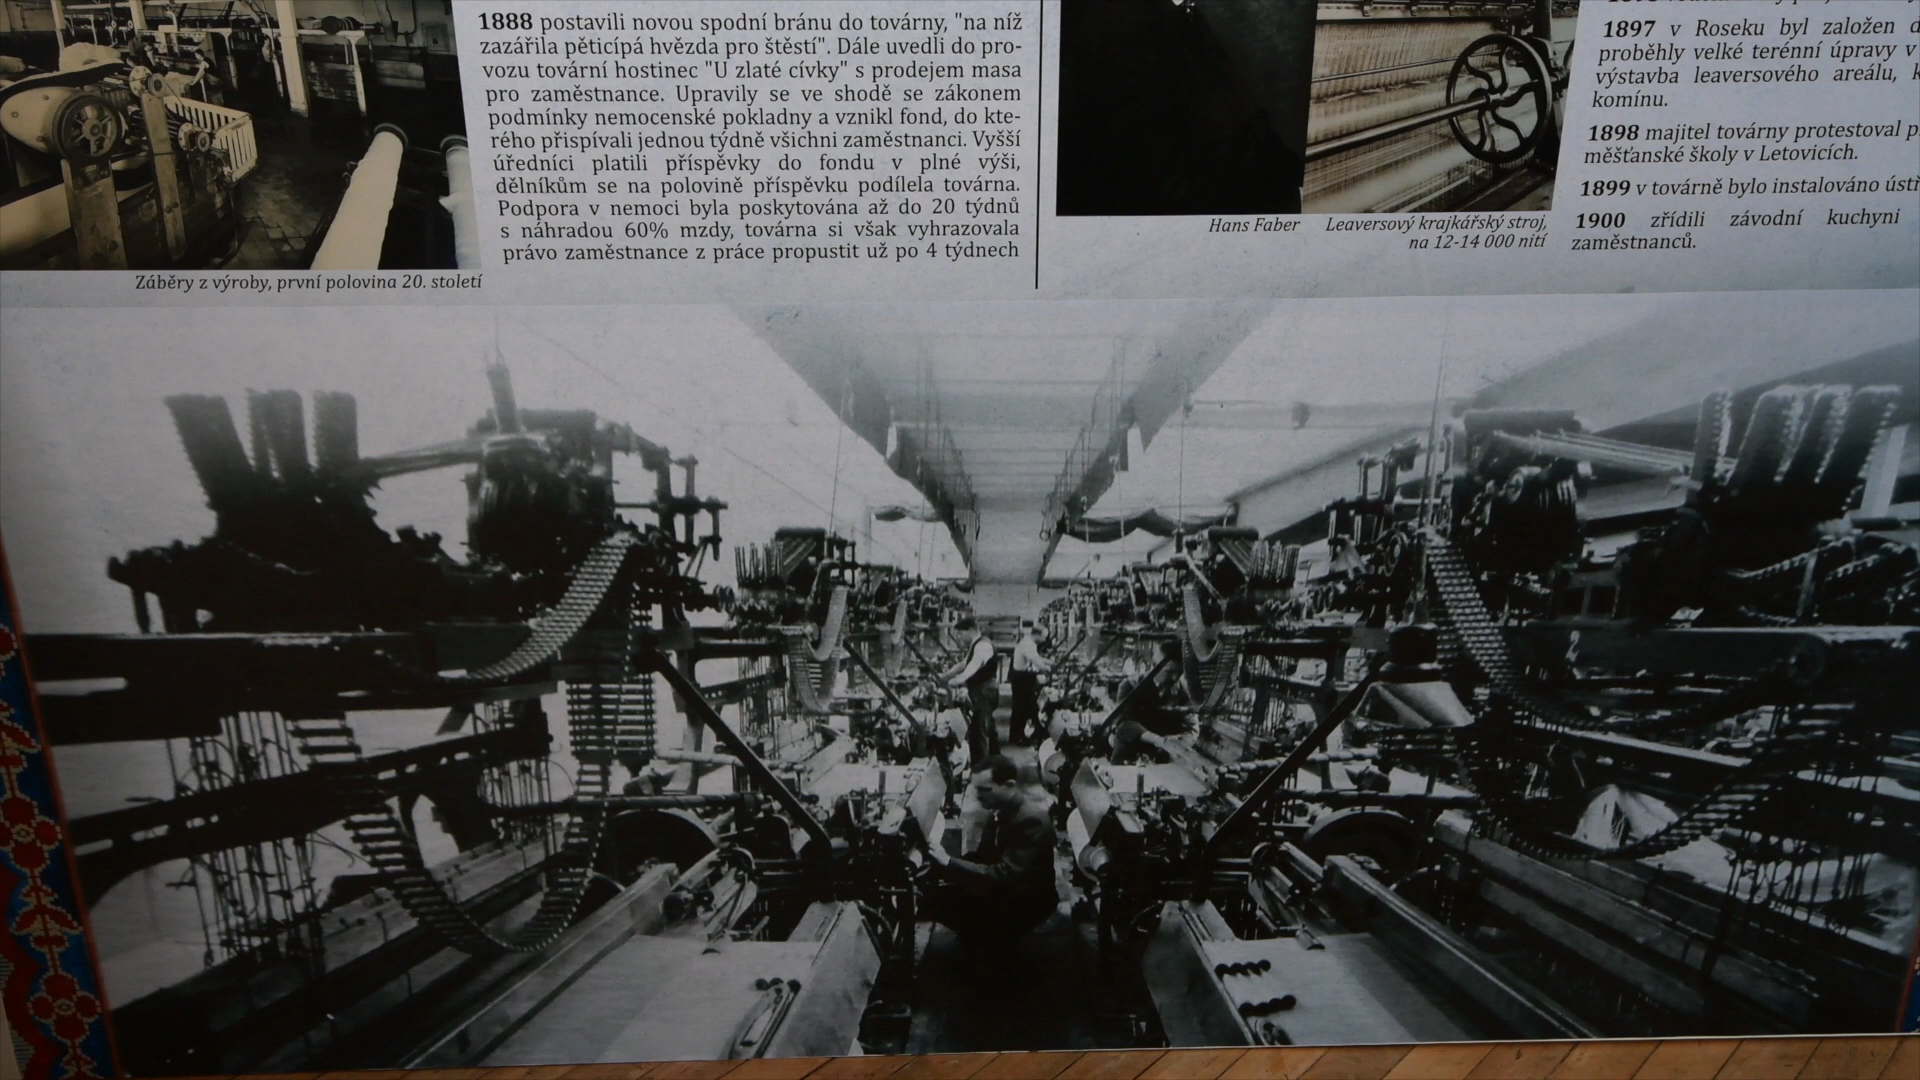 1888 postavili novou spodní bránu do továrny, "na níž
zazářila pěticípá hvězda pro štěstí". Dále uvedli do pro-
vozu tovární hostinec "U zlaté cívky" s prodejem masa
pro zaměstnance. Upravily se ve shodě se zákonem
podmínky nemocenské pokladny a vznikl fond, do kte-
rého přispívali jednou týdně všichni zaměstnanci. Vyšší
úředníci platili příspěvky do fondu v plné výši,
dělníkům se na polovině příspěvku podílela továrna.
Podpora v nemoci byla poskytována až do 20 týdnů
s náhradou 60% mzdy, továrna si však vyhrazovala
právo zaměstnance z práce propustit už po 4 týdnech
Záběry z výroby, první polovina 20. století
Hans Faber
Leaversový krajkářský stroj,
na 12-14 000 nití
1897 v Roseku byl založen
proběhly velké terénní úpravy v
výstavba leaversového areálu,
komínu.
1898 majitel továrny protestoval
měšťanské školy v Letovicích.
1899 v továrně bylo instalováno
1900 zřídili závodní kuchyni
zaměstnanců.